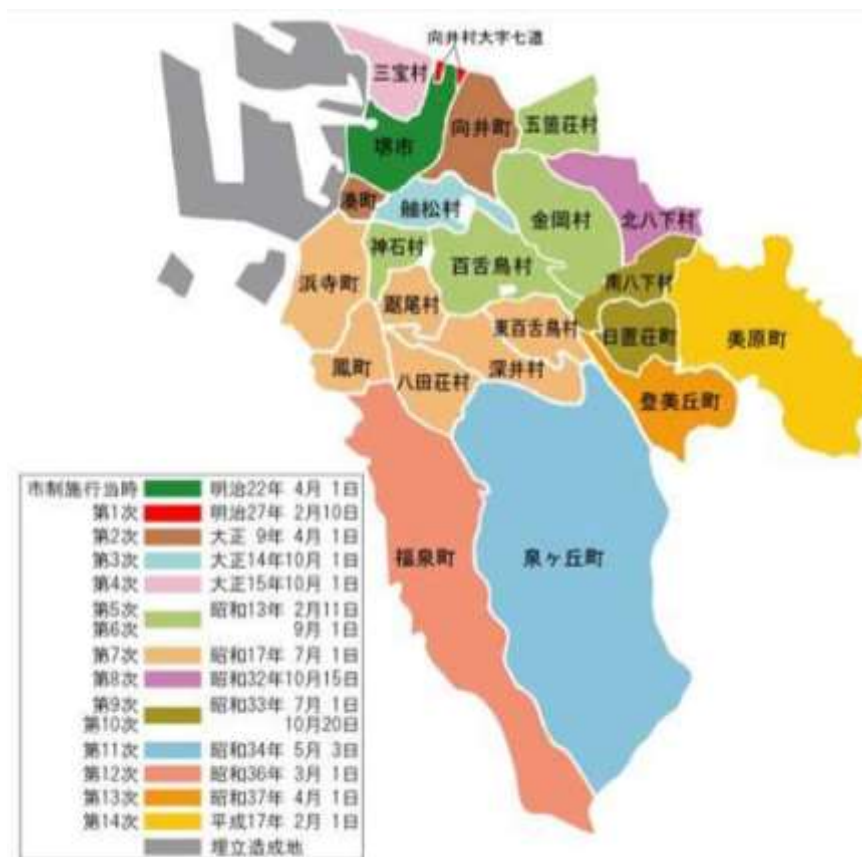 向井村大字七道
三宝村
向井町
五箇荘村
堺市
湊町
舳松村
金岡村
北八下村
神石村
百舌鳥村
浜寺町
南八下村
踞尾村
東百舌鳥村
日置荘町
美原町
鳳町
八田荘村
深井村
登美丘町
福泉町
泉ヶ丘町
市制施行当時 明治22年 4月 1日
第1次 明治27年 2月10日
第2次 大正 9年 4月 1日
第3次 大正14年10月 1日
第4次 大正15年10月 1日
第5次 昭和13年 2月11日
第6次 9月 1日
第7次 昭和17年 7月 1日
第8次 昭和32年10月15日
第9次 昭和33年 7月 1日
第10次 10月20日
第11次 昭和34年 5月 3日
第12次 昭和36年 3月 1日
第13次 昭和37年 4月 1日
第14次 平成17年 2月 1日
埋立造成地